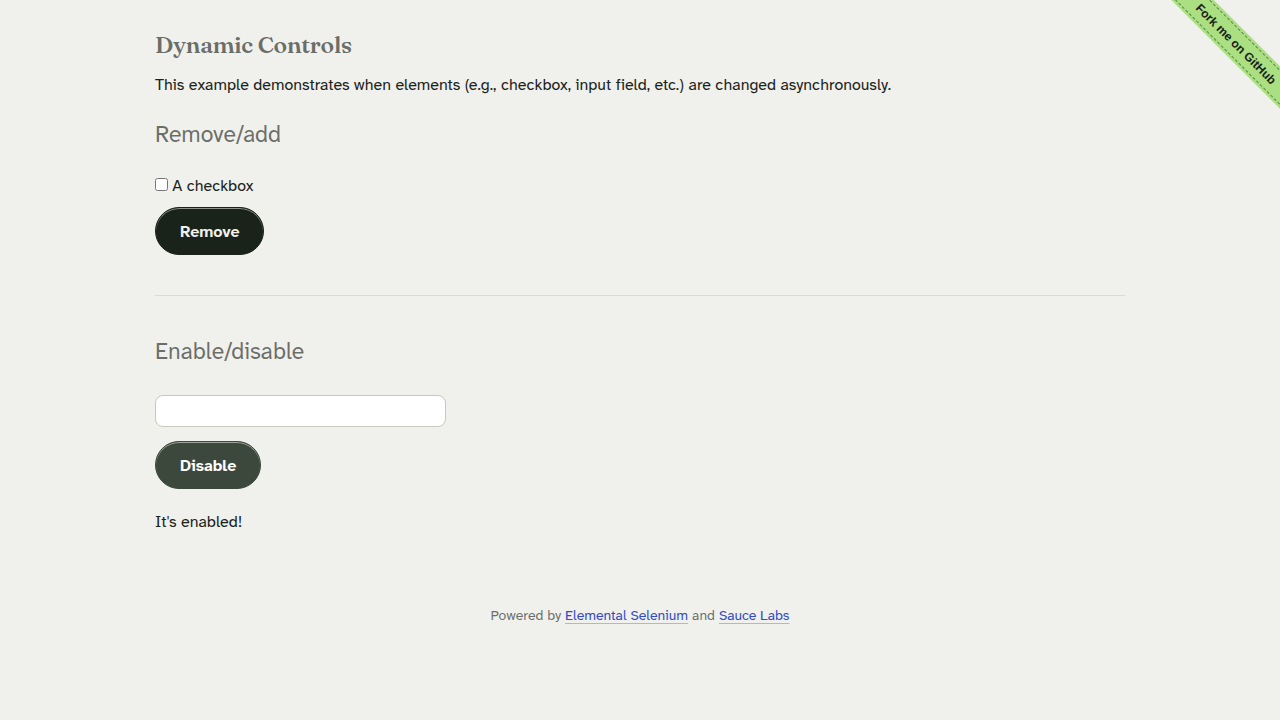 Fork me on GitHub
Dynamic Controls
This example demonstrates when elements (e.g., checkbox, input field, etc.) are changed asynchronously.
Remove/add
A checkbox
Remove
Enable/disable
Disable
It's enabled!
Powered by Elemental Selenium and Sauce Labs